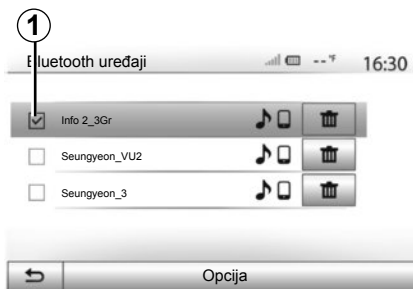 1
Bluetooth uređaji -- °F 16:30
Info 2_3Gr
Seungyeon_VU2
Seungyeon_3
Opcija